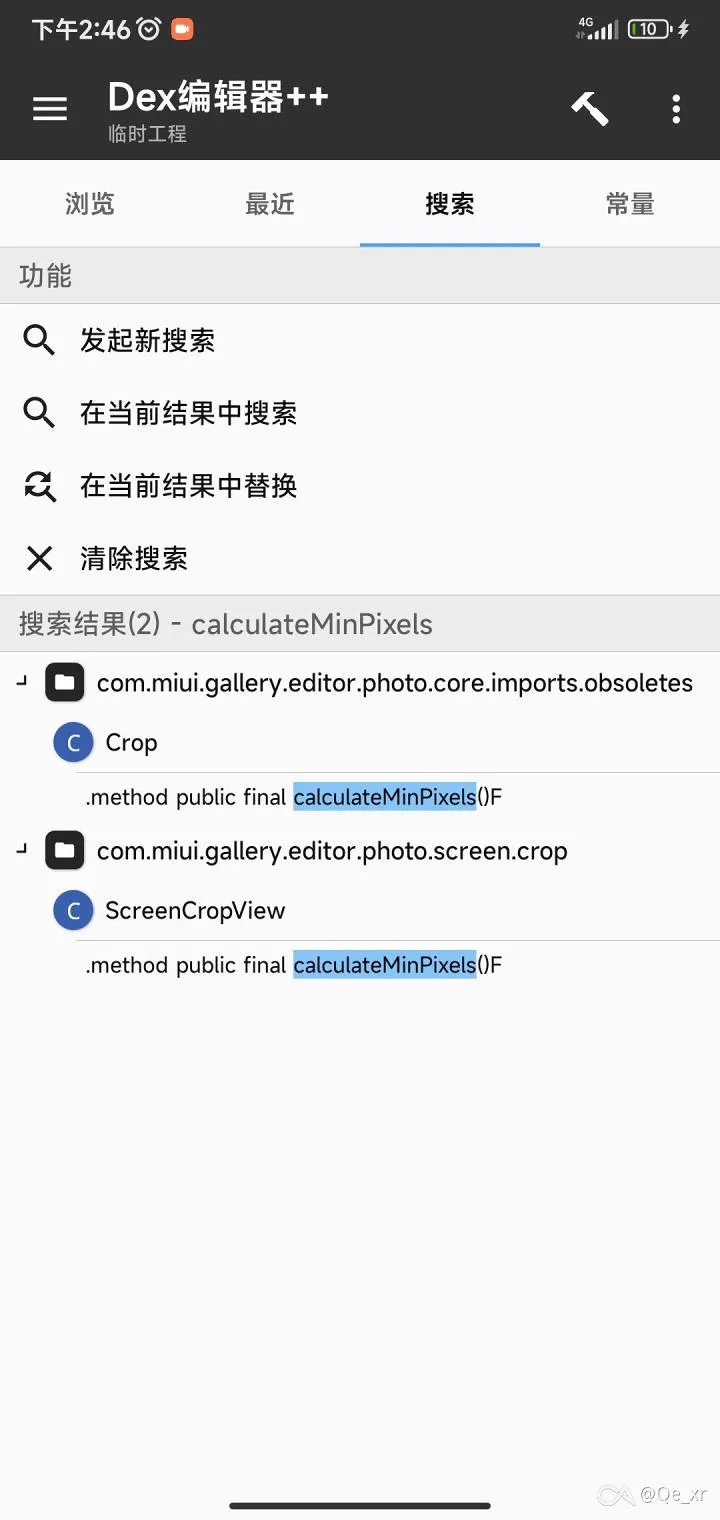 下午2:46
4G
10
Dex编辑器++
临时工程
浏览 最近 搜索 常量
功能
发起新搜索
在当前结果中搜索
在当前结果中替换
清除搜索
搜索结果(2) - calculateMinPixels
com.miui.gallery.editor.photo.core.imports.obsoletes
C Crop
.method public final calculateMinPixels()F
com.miui.gallery.editor.photo.screen.crop
C ScreenCropView
.method public final calculateMinPixels()F
@Qe_xr